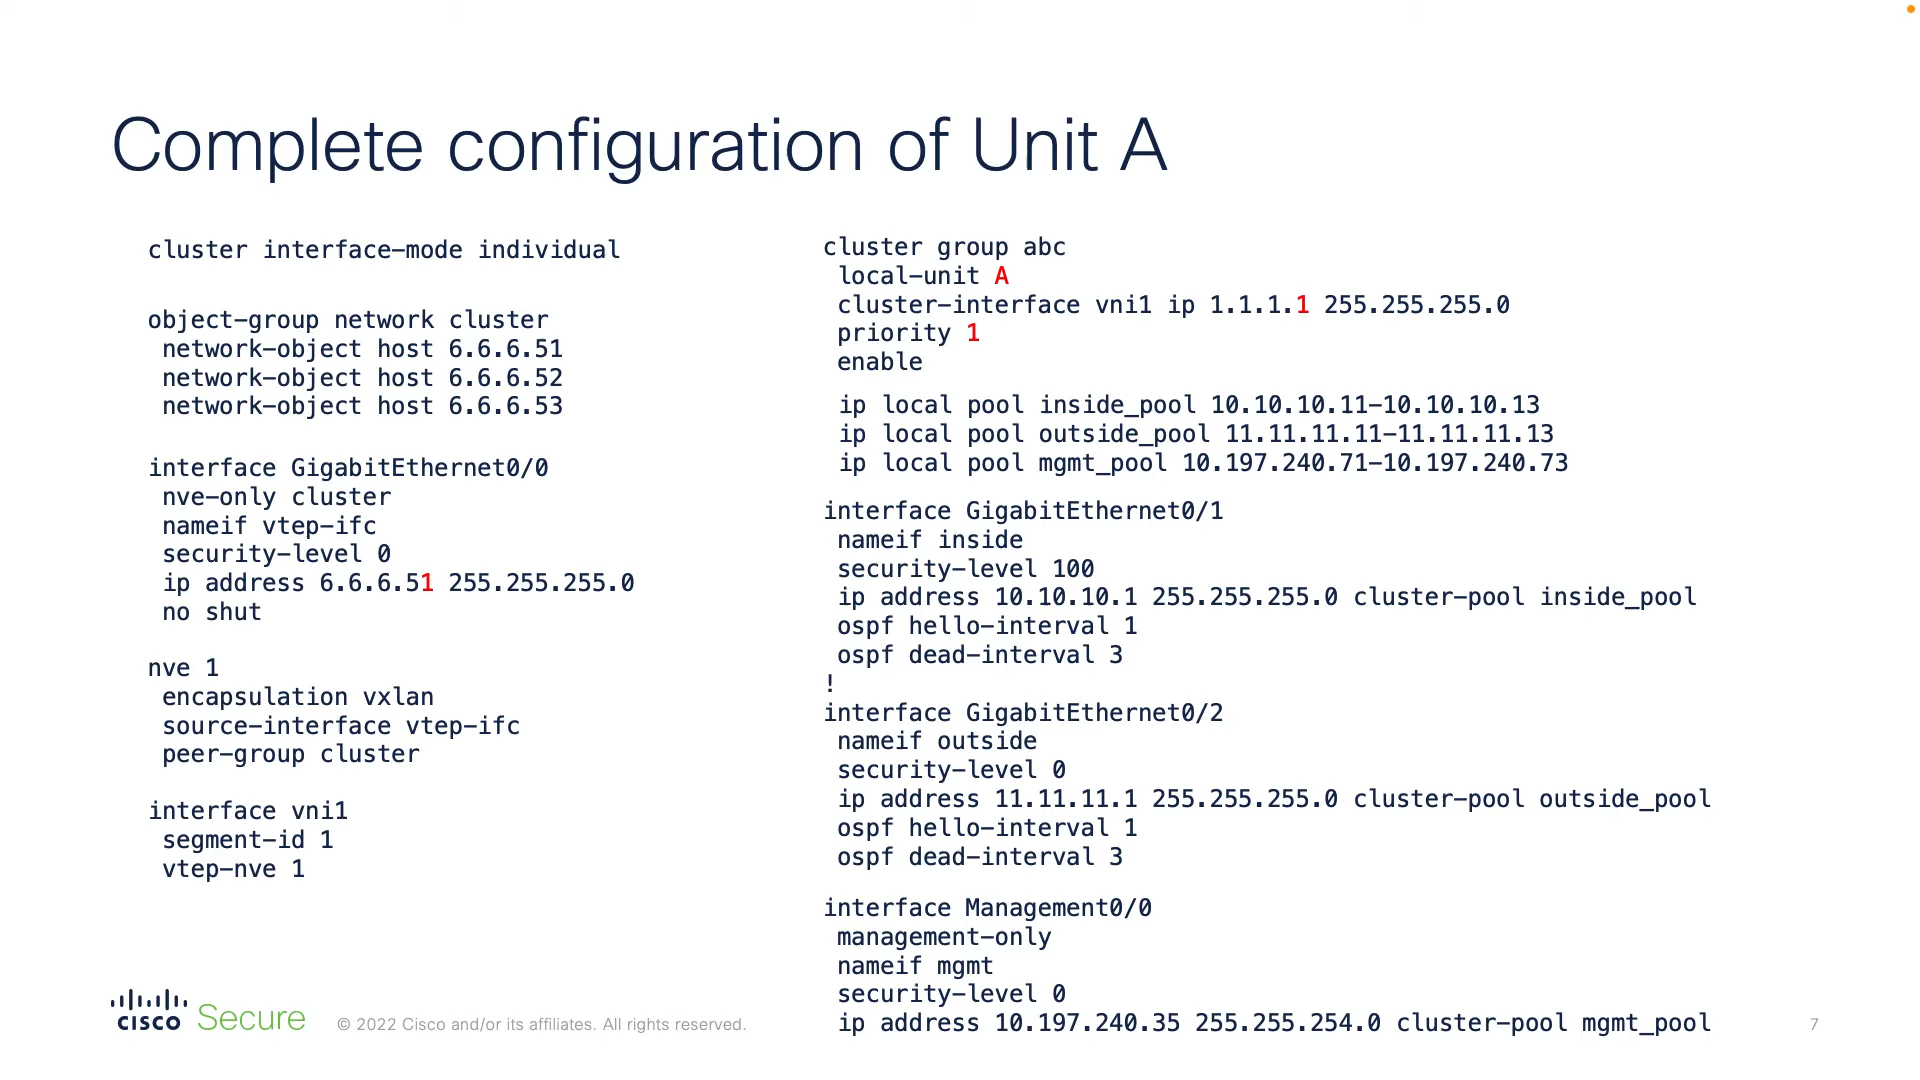 Complete configuration of Unit A
cluster interface-mode individual
object-group network cluster
network-object host 6.6.6.51
network-object host 6.6.6.52
network-object host 6.6.6.53
interface GigabitEthernet0/0
nve-only cluster
nameif vtep-ifc
security-level 0
ip address 6.6.6.51 255.255.255.0
no shut
nve 1
encapsulation vxlan
source-interface vtep-ifc
peer-group cluster
interface vni1
segment-id 1
vtep-nve 1
cluster group abc
local-unit A
cluster-interface vni1 ip 1.1.1.1 255.255.255.0
priority 1
enable
ip local pool inside_pool 10.10.10.11-10.10.10.13
ip local pool outside_pool 11.11.11.11-11.11.11.13
ip local pool mgmt_pool 10.197.240.71-10.197.240.73
interface GigabitEthernet0/1
nameif inside
security-level 100
ip address 10.10.10.1 255.255.255.0 cluster-pool inside_pool
ospf hello-interval 1
ospf dead-interval 3
!
interface GigabitEthernet0/2
nameif outside
security-level 0
ip address 11.11.11.1 255.255.255.0 cluster-pool outside_pool
ospf hello-interval 1
ospf dead-interval 3
interface Management0/0
management-only
nameif mgmt
security-level 0
ip address 10.197.240.35 255.255.254.0 cluster-pool mgmt_pool
CISCO Secure
© 2022 Cisco and/or its affiliates. All rights reserved.
7